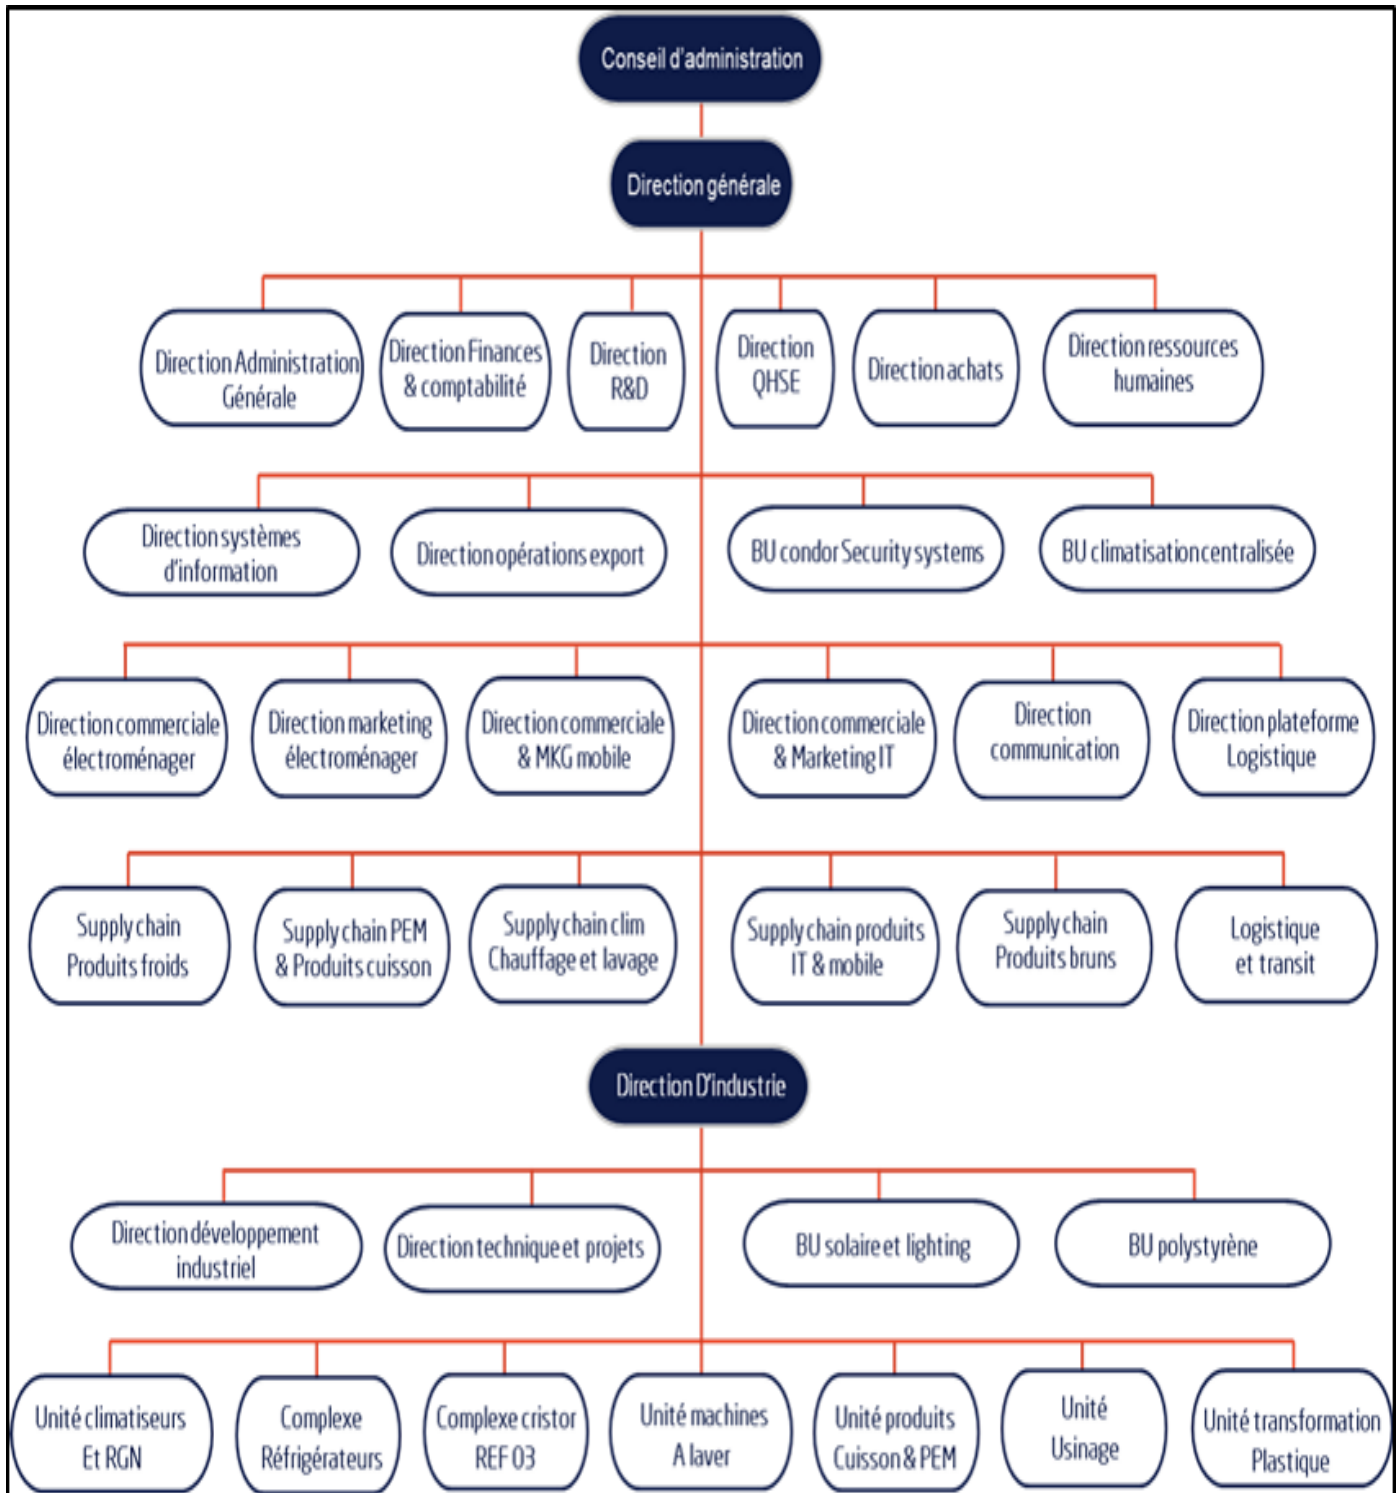 Conseil d'administration
Direction générale
Direction Administration
Générale
Direction Finances
& comptabilité
Direction
R&D
Direction
QHSE
Direction achats
Direction ressources
humaines
Direction systèmes
d'information
Direction opérations export
BU condor Security systems
BU climatisation centralisée
Direction commerciale
électroménager
Direction marketing
électroménager
Direction commerciale
& MKG mobile
Direction commerciale
& Marketing IT
Direction
communication
Direction plateforme
Logistique
Supply chain
Produits froids
Supply chain PEM
& Produits cuisson
Supply chain clim
Chauffage et lavage
Supply chain produits
IT & mobile
Supply chain
Produits bruns
Logistique
et transit
Direction D'industrie
Direction développement
industriel
Direction technique et projets
BU solaire et lighting
BU polystyrène
Unité climatiseurs
Et RGN
Complexe
Réfrigérateurs
Complexe cristor
REF 03
Unité machines
A laver
Unité produits
Cuisson & PEM
Unité
Usinage
Unité transformation
Plastique